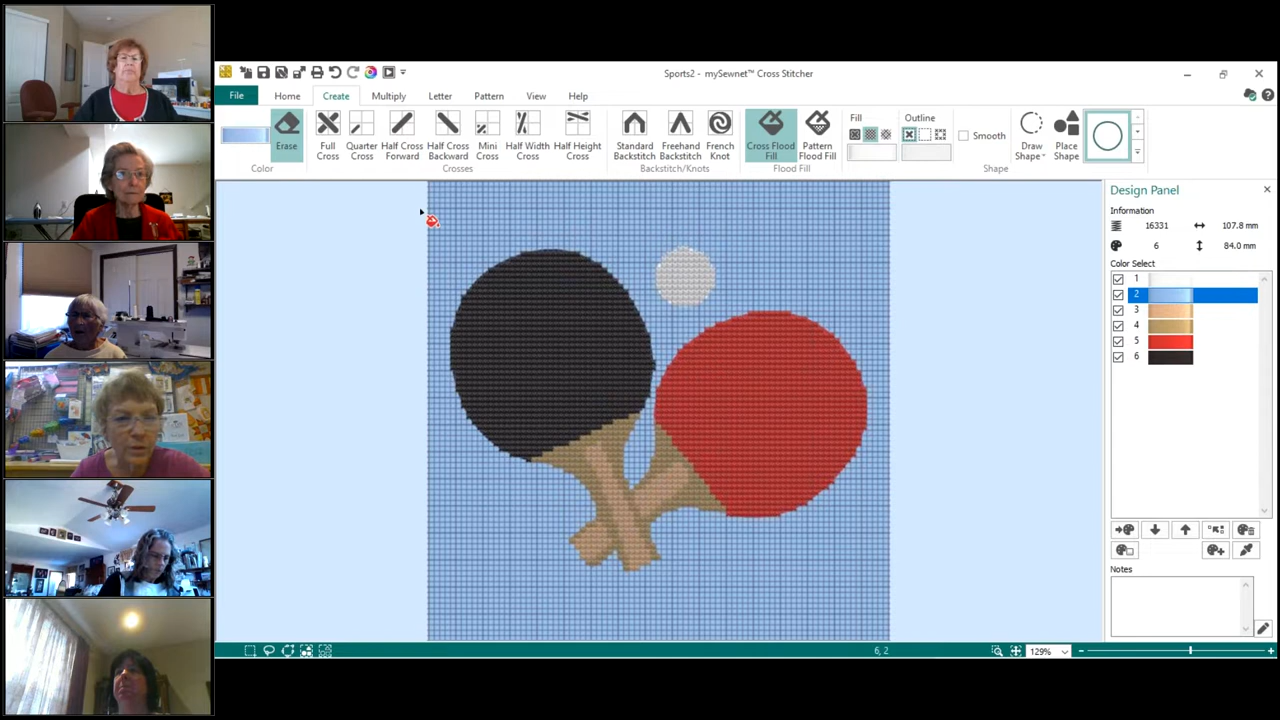 Sports2 - mySewnet™ Cross Stitcher
File Home Create Multiply Letter Pattern View Help
Erase
Full Cross
Quarter Cross
Half Cross Forward
Half Cross Backward
Mini Cross
Half Width Cross
Half Height Cross
Standard Backstitch
Freehand Backstitch
French Knot
Cross Flood Fill
Pattern Flood Fill
Fill
Outline
Smooth
Draw Shape
Place Shape
Color Crosses Backstitch/Knots Flood Fill Shape
Design Panel
Information
16331 107.8 mm
6 84.0 mm
Color Select
1
2
3
4
5
6
Notes
6, 2 129%